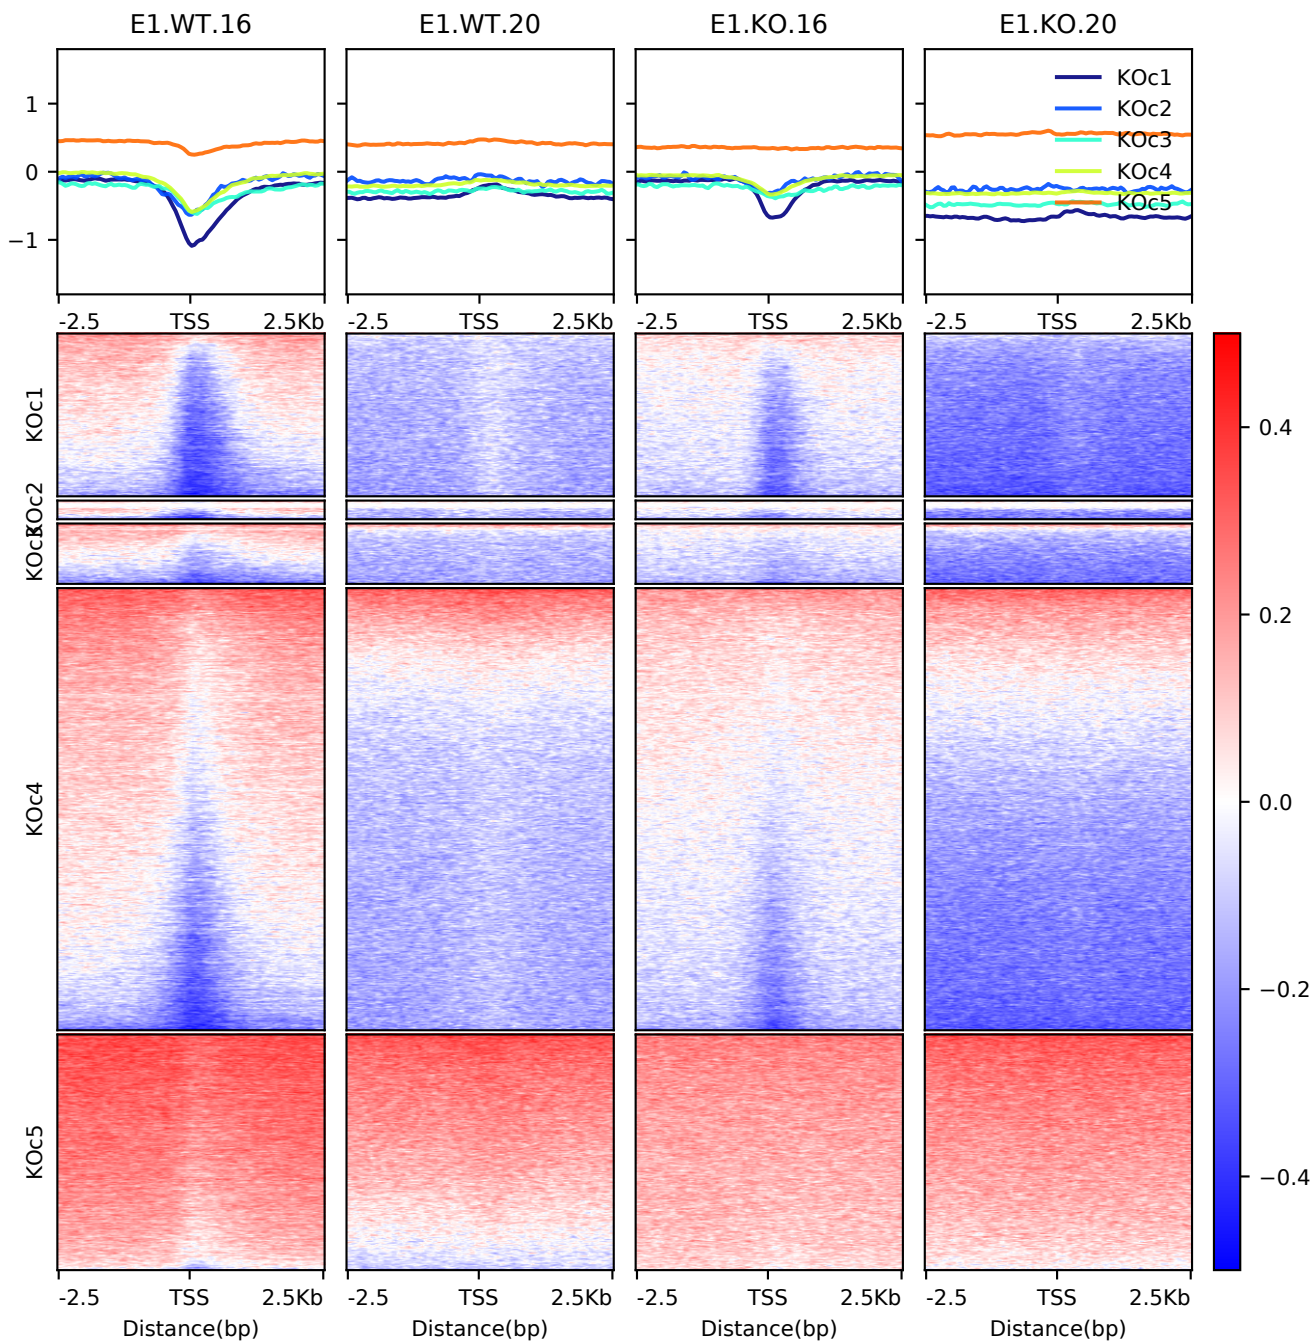 E1.WT.16 E1.WT.20 E1.KO.16 E1.KO.20
KOc1
KOc2
KOc3
KOc4
KOc5
1
0
−1
-2.5 TSS 2.5Kb -2.5 TSS 2.5Kb -2.5 TSS 2.5Kb -2.5 TSS 2.5Kb
KOc1
KOc2
KOc3
KOc4
KOc5
0.4
0.2
0.0
−0.2
−0.4
-2.5 TSS 2.5Kb -2.5 TSS 2.5Kb -2.5 TSS 2.5Kb -2.5 TSS 2.5Kb
Distance(bp) Distance(bp) Distance(bp) Distance(bp)